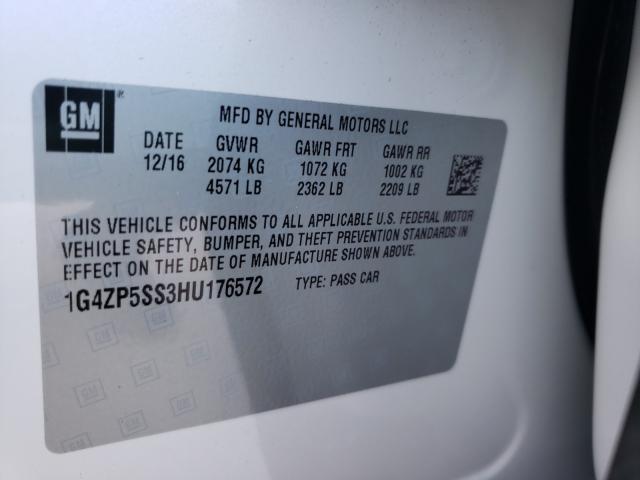 GM®
MFD BY GENERAL MOTORS LLC
DATE GVWR GAWR FRT GAWR RR
12/16 2074 KG 1072 KG 1002 KG
4571 LB 2362 LB 2209 LB
THIS VEHICLE CONFORMS TO ALL APPLICABLE U.S. FEDERAL MOTOR
VEHICLE SAFETY, BUMPER, AND THEFT PREVENTION STANDARDS IN
EFFECT ON THE DATE OF MANUFACTURE SHOWN ABOVE.
1G4ZP5SS3HU176572 TYPE: PASS CAR